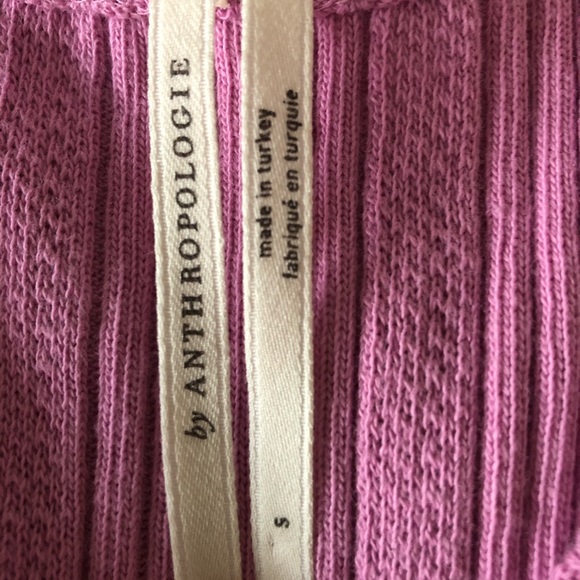 by ANTHROPOLOGIE
made in turkey
fabriqué en turquie
S